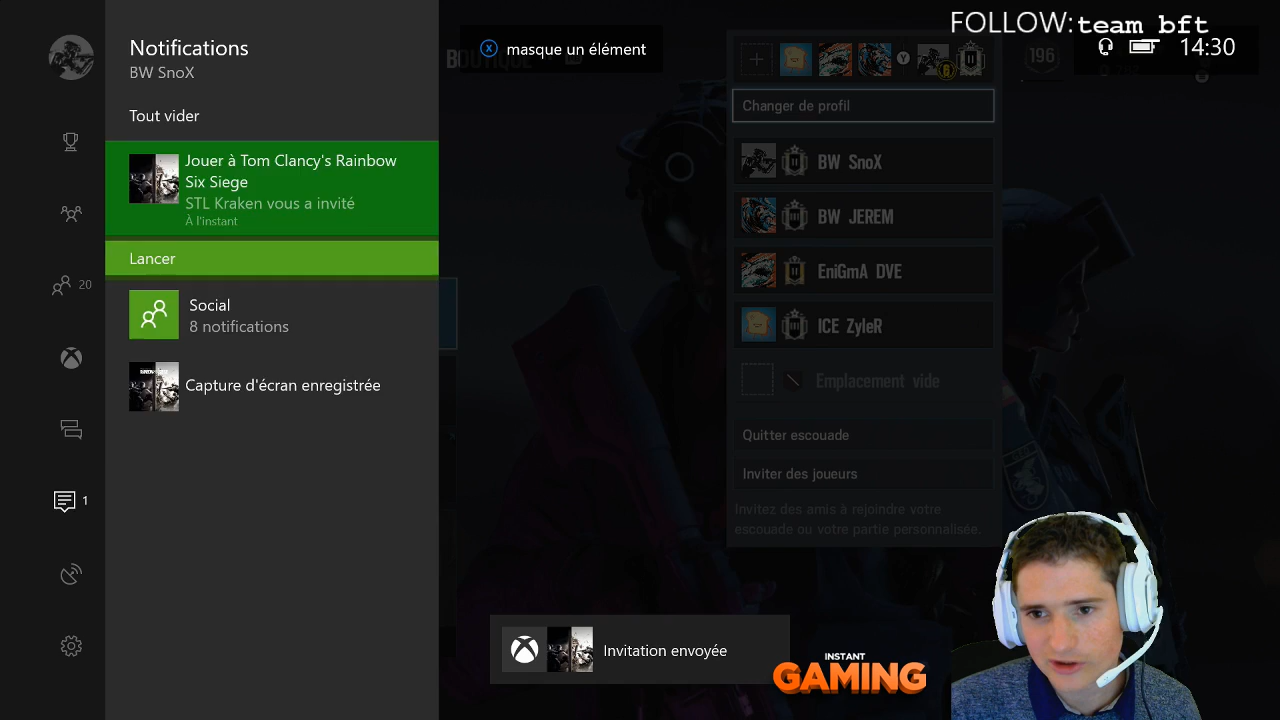 FOLLOW:team bft
14:30
Notifications
BW SnoX
Tout vider
Jouer à Tom Clancy's Rainbow
Six Siege
STL Kraken vous a invité
À l'instant
Lancer
Social
8 notifications
Capture d'écran enregistrée
20
1
X masque un élément
BOUTIQUE
Y
196
Changer de profil
BW SnoX
BW JEREM
EniGmA DVE
ICE ZyleR
Emplacement vide
Quitter escouade
Inviter des joueurs
Invitez des amis à rejoindre votre
escouade ou votre partie personnalisée.
Invitation envoyée
INSTANT
GAMING